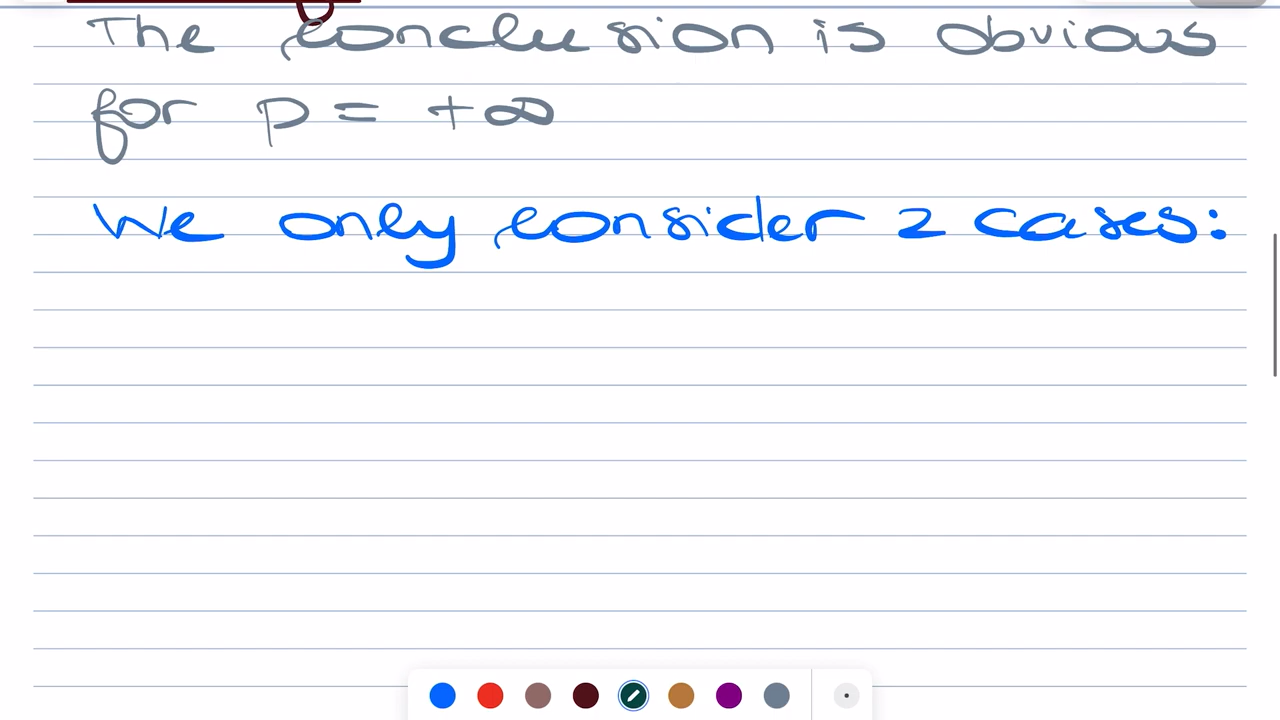 The conclusion is obvious
for p = +∞
We only consider 2 cases: